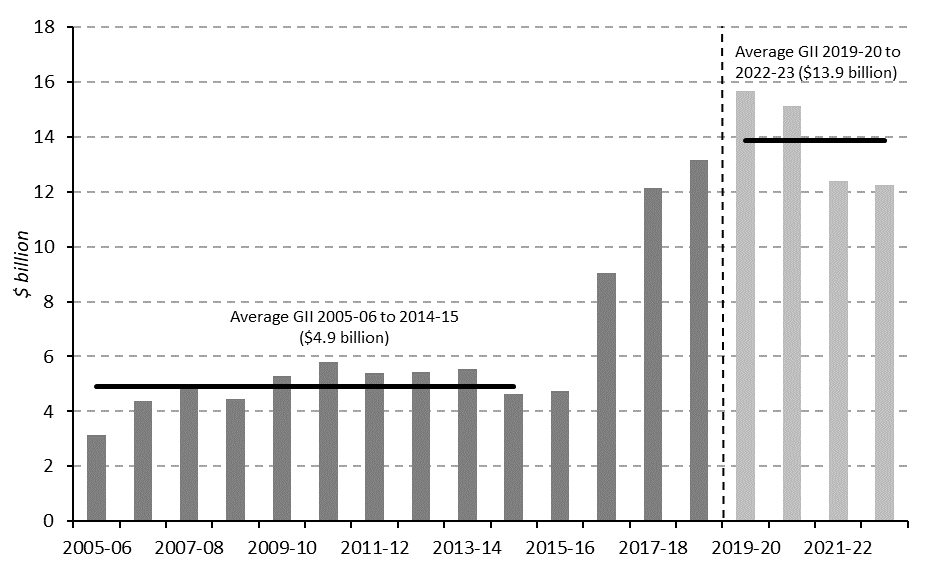 18
16
14
12
10
8
6
4
2
0
$ billion
Average GII 2019-20 to
2022-23 ($13.9 billion)
Average GII 2005-06 to 2014-15
($4.9 billion)
2005-06 2007-08 2009-10 2011-12 2013-14 2015-16 2017-18 2019-20 2021-22